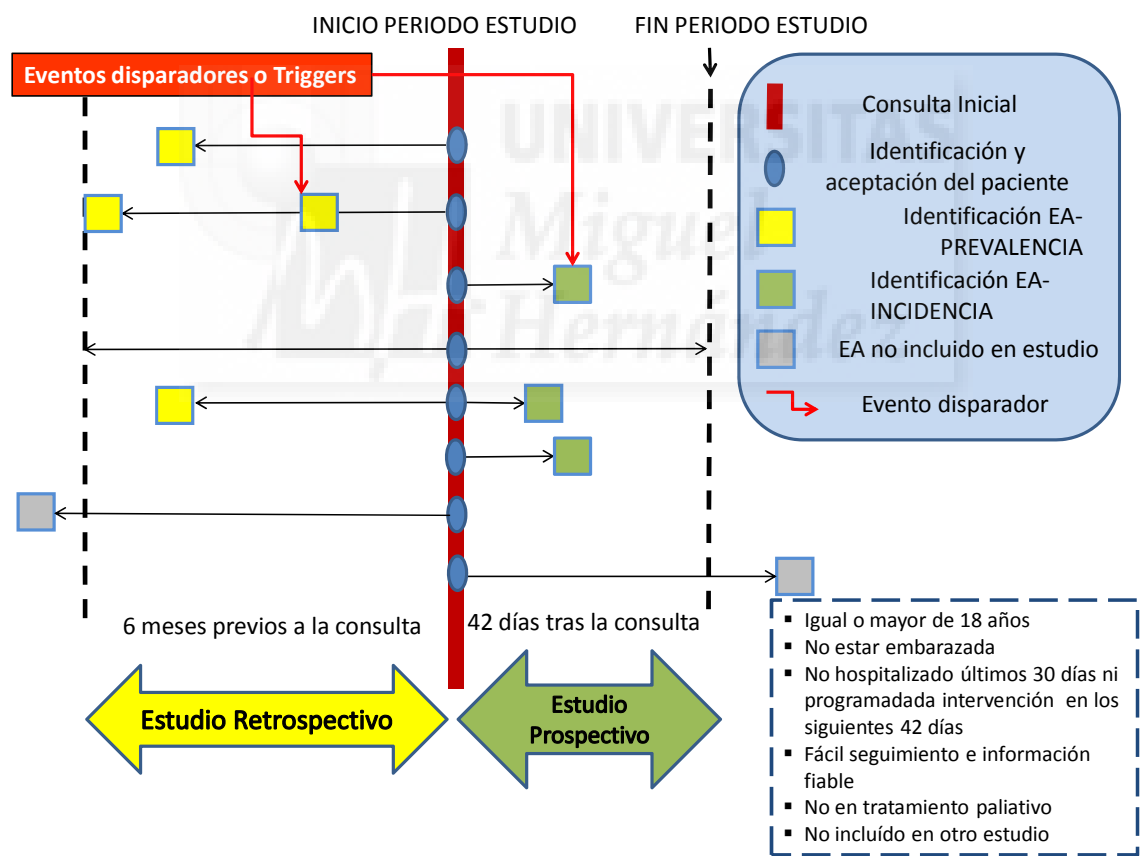 INICIO PERIODO ESTUDIO
FIN PERIODO ESTUDIO
Eventos disparadores o Triggers
UNIVERSITAS
Miguel
Hernández
Consulta Inicial
Identificación y
aceptación del paciente
Identificación EA-
PREVALENCIA
Identificación EA-
INCIDENCIA
EA no incluido en estudio
Evento disparador
6 meses previos a la consulta
42 días tras la consulta
Estudio Retrospectivo
Estudio
Prospectivo
▪ Igual o mayor de 18 años
▪ No estar embarazada
▪ No hospitalizado últimos 30 días ni
programadada intervención en los
siguientes 42 días
▪ Fácil seguimiento e información
fiable
▪ No en tratamiento paliativo
▪ No incluído en otro estudio